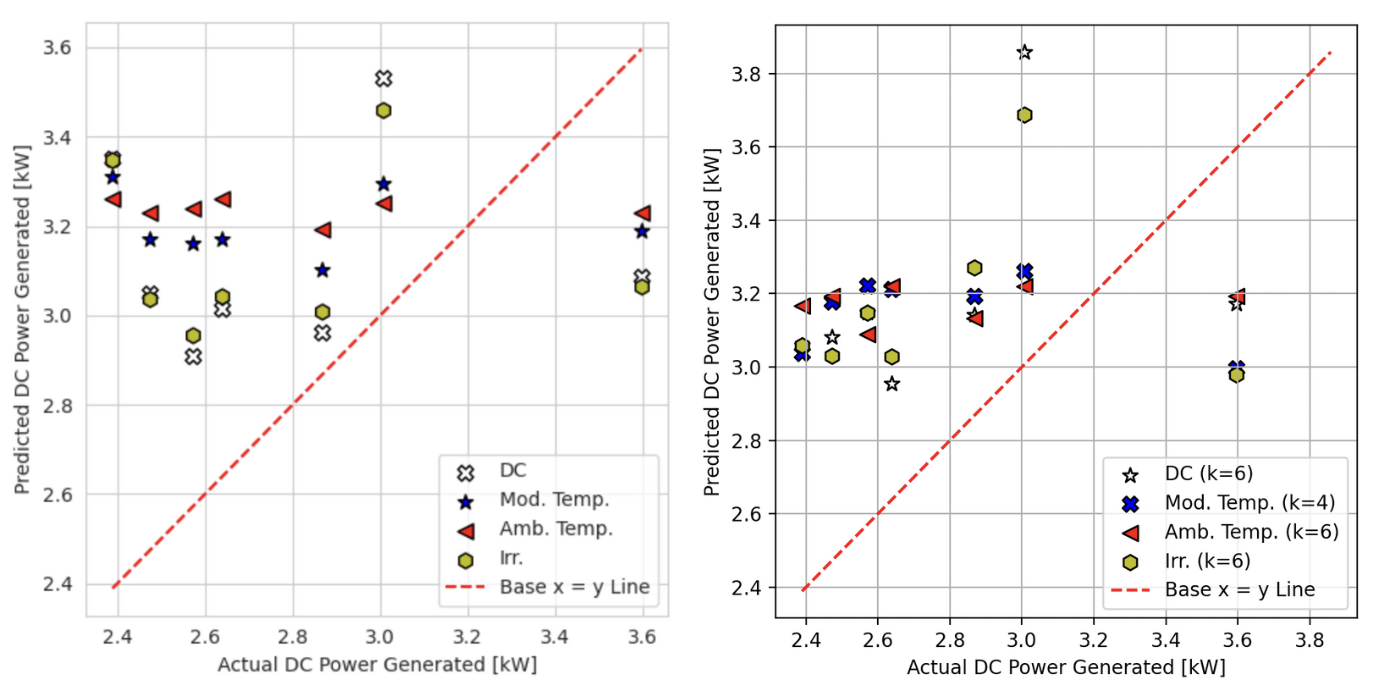 Predicted DC Power Generated [kW]
3.6
3.4
3.2
3.0
2.8
2.6
2.4
DC
Mod. Temp.
Amb. Temp.
Irr.
Base x = y Line
2.4 2.6 2.8 3.0 3.2 3.4 3.6
Actual DC Power Generated [kW]
Predicted DC Power Generated [kW]
3.8
3.6
3.4
3.2
3.0
2.8
2.6
2.4
DC (k=6)
Mod. Temp. (k=4)
Amb. Temp. (k=6)
Irr. (k=6)
Base x = y Line
2.4 2.6 2.8 3.0 3.2 3.4 3.6 3.8
Actual DC Power Generated [kW]